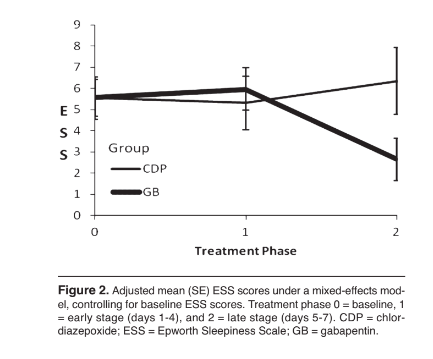 9
8
7
6
5
4
3
2
1
0
E
S
S
Group
CDP
GB
0 1 2
Treatment Phase
Figure 2. Adjusted mean (SE) ESS scores under a mixed-effects mod-
el, controlling for baseline ESS scores. Treatment phase 0 = baseline, 1
= early stage (days 1-4), and 2 = late stage (days 5-7). CDP = chlor-
diazepoxide; ESS = Epworth Sleepiness Scale; GB = gabapentin.